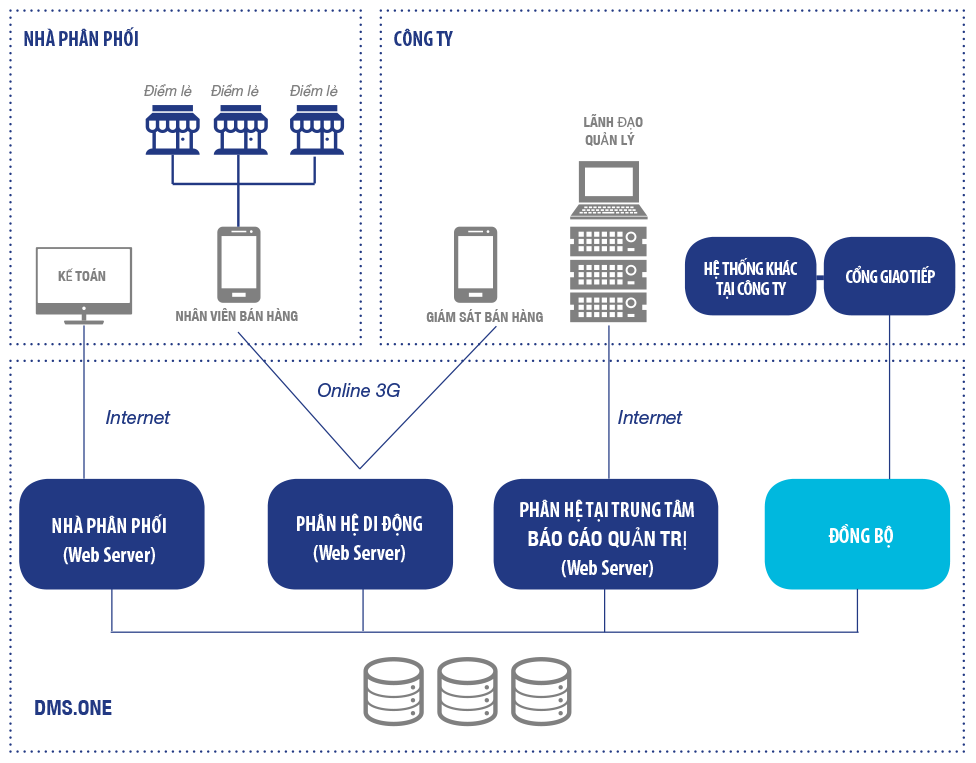 NHÀ PHÂN PHỐI
Điểm lẻ Điểm lẻ Điểm lẻ
KẾ TOÁN
NHÂN VIÊN BÁN HÀNG
CÔNG TY
LÃNH ĐẠO
QUẢN LÝ
GIÁM SÁT BÁN HÀNG
HỆ THỐNG KHÁC
TẠI CÔNG TY
CỔNG GIAO TIẾP
Internet
Online 3G
Internet
NHÀ PHÂN PHỐI
(Web Server)
PHÂN HỆ DI ĐỘNG
(Web Server)
PHÂN HỆ TẠI TRUNG TÂM
BÁO CÁO QUẢN TRỊ
(Web Server)
ĐỒNG BỘ
DMS.ONE